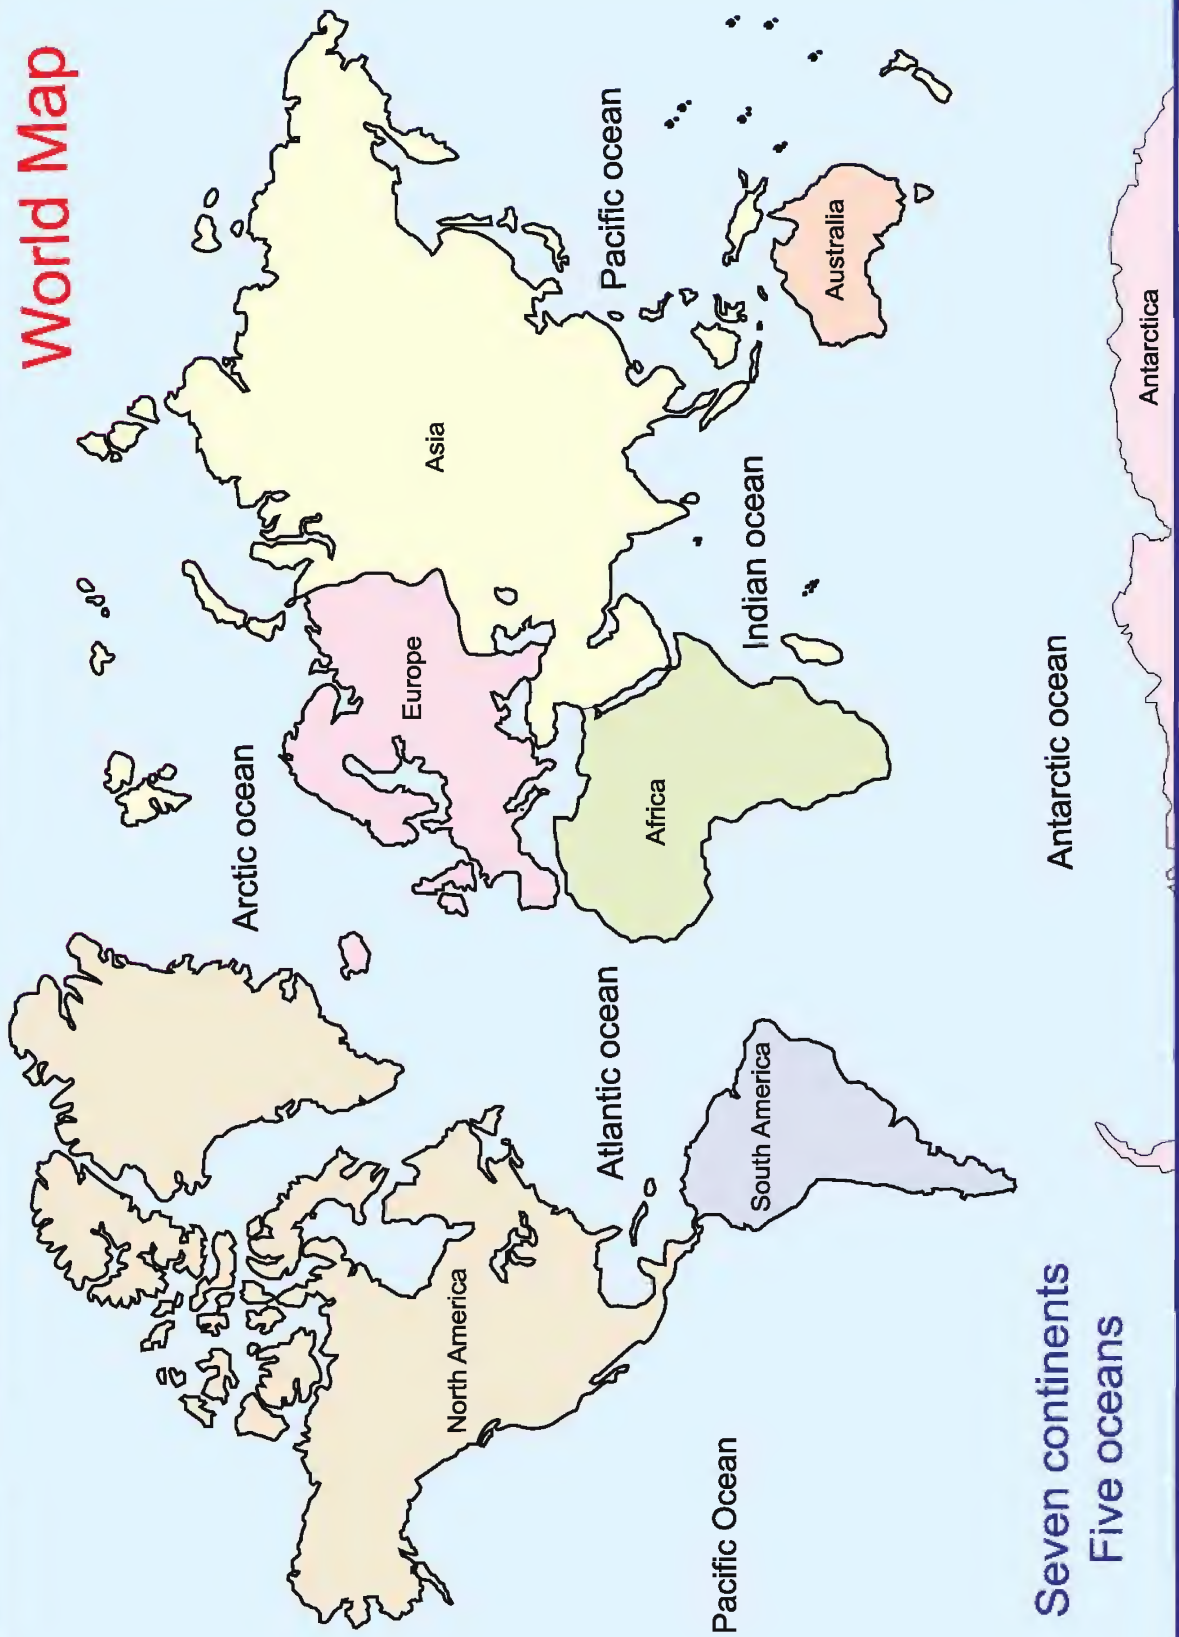 World Map
Arctic ocean
Europe
Asia
North America
Atlantic ocean
Pacific ocean
Africa
Indian ocean
Pacific Ocean
South America
Australia
Antarctic ocean
Antarctica
Seven continents
Five oceans